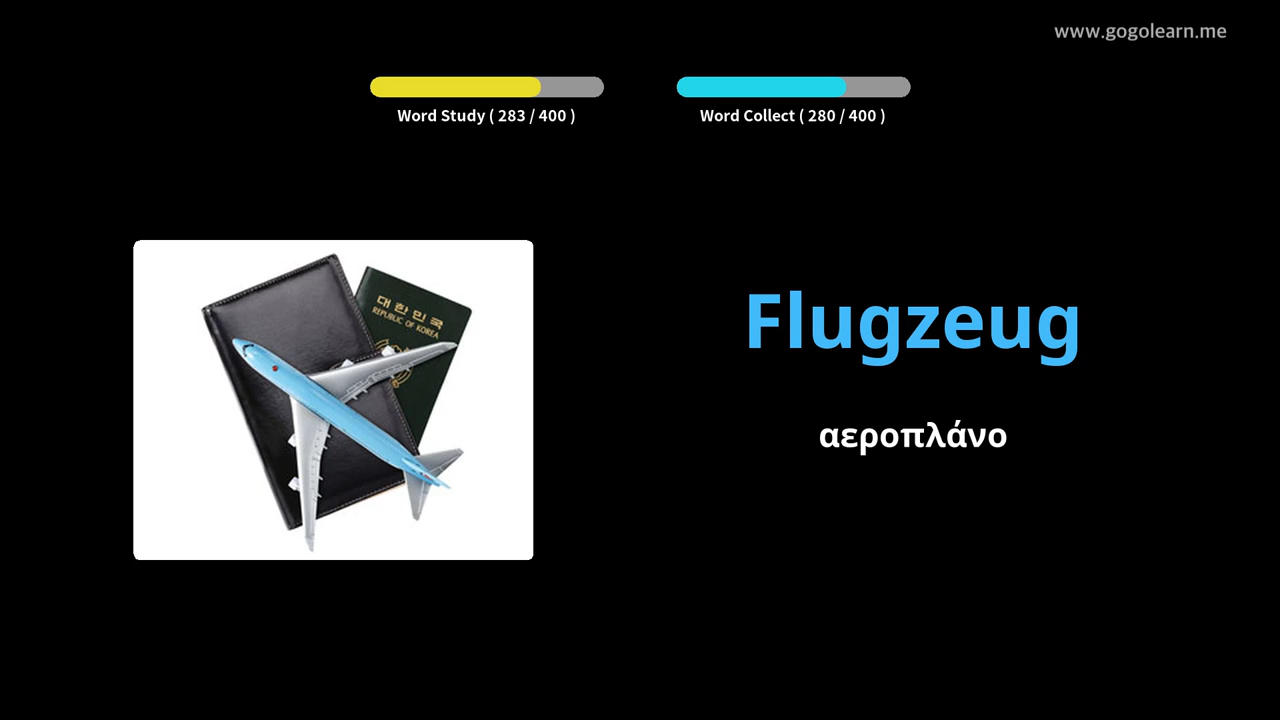 www.gogolearn.me
Word Study ( 283 / 400 )
Word Collect ( 280 / 400 )
대한민국
REPUBLIC OF KOREA
Flugzeug
αεροπλάνο